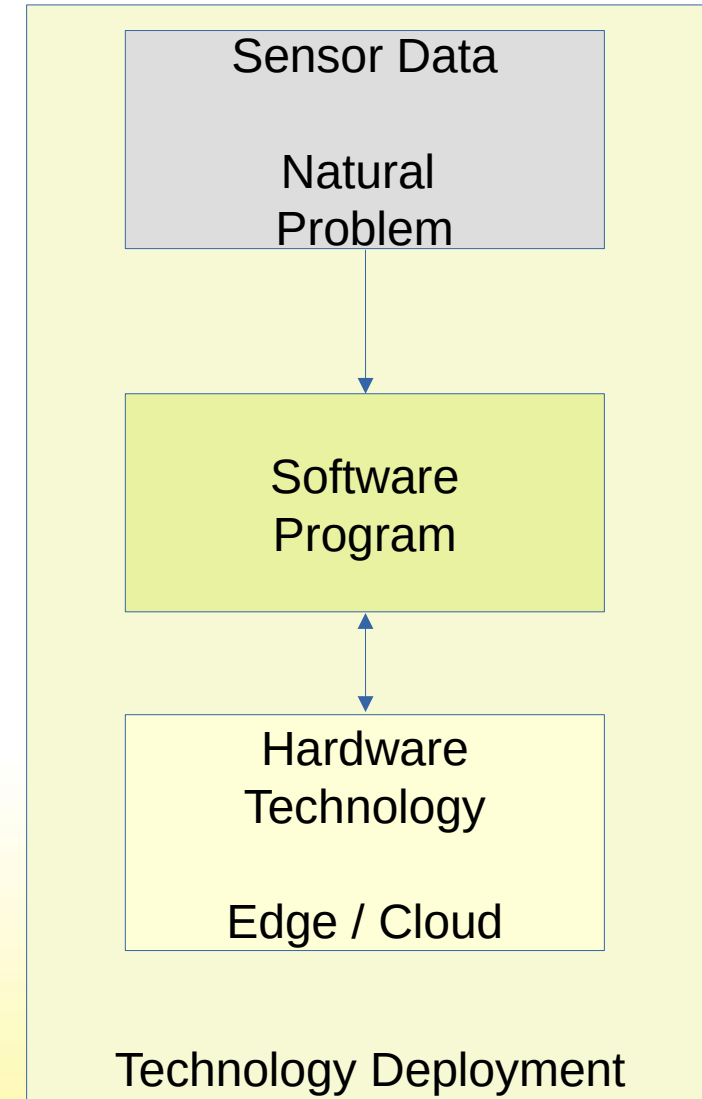 Sensor Data
Natural
Problem
Software
Program
Hardware
Technology
Edge / Cloud
Technology Deployment